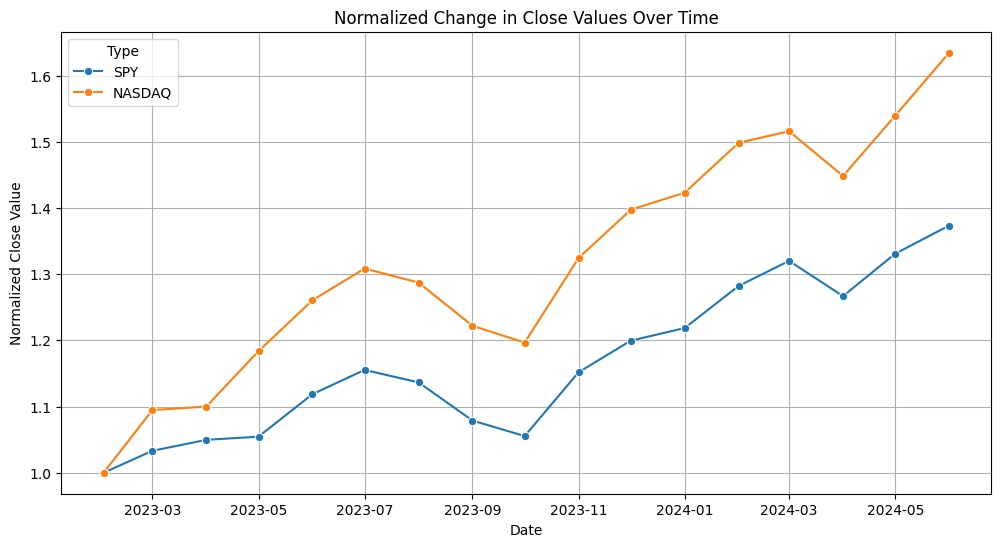 Normalized Change in Close Values Over Time
Type
SPY
NASDAQ
Normalized Close Value
1.6
1.5
1.4
1.3
1.2
1.1
1.0
2023-03 2023-05 2023-07 2023-09 2023-11 2024-01 2024-03 2024-05
Date